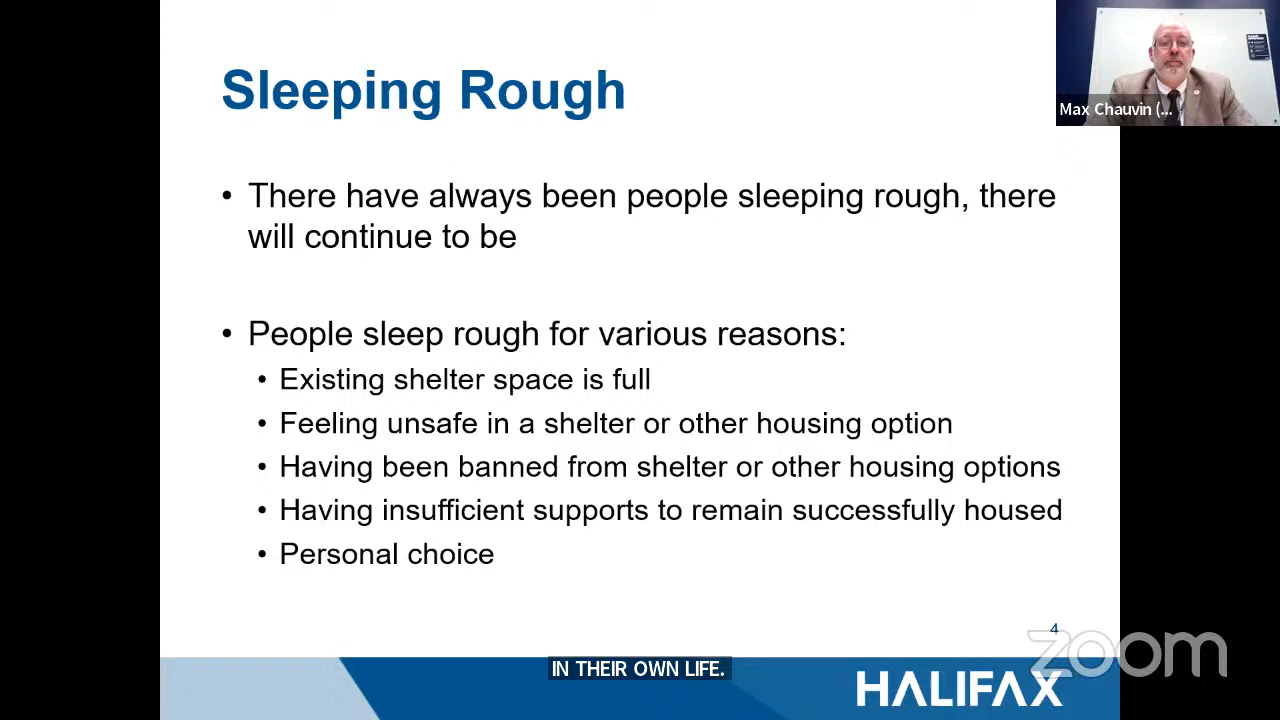 Sleeping Rough
Max Chauvin (...
• There have always been people sleeping rough, there
will continue to be
• People sleep rough for various reasons:
• Existing shelter space is full
• Feeling unsafe in a shelter or other housing option
• Having been banned from shelter or other housing options
• Having insufficient supports to remain successfully housed
• Personal choice
4
zoom
IN THEIR OWN LIFE.
HALIFAX